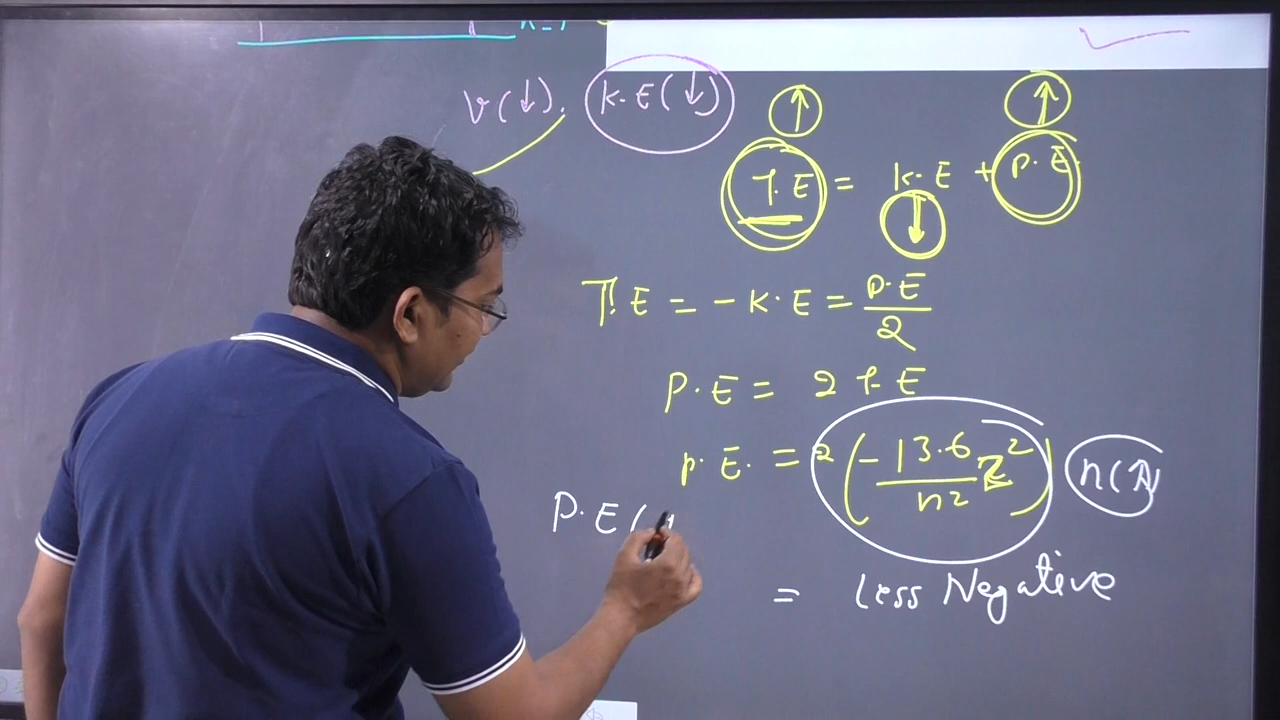 v(↓). K.E(↓)
↑ ↑
T.E = K.E + P.E.
↓
T.E = -K.E = P.E/2
P.E = 2 T.E
P.E. = 2(-13.6/n² Z²) n(↑)
P.E(
= Less Negative